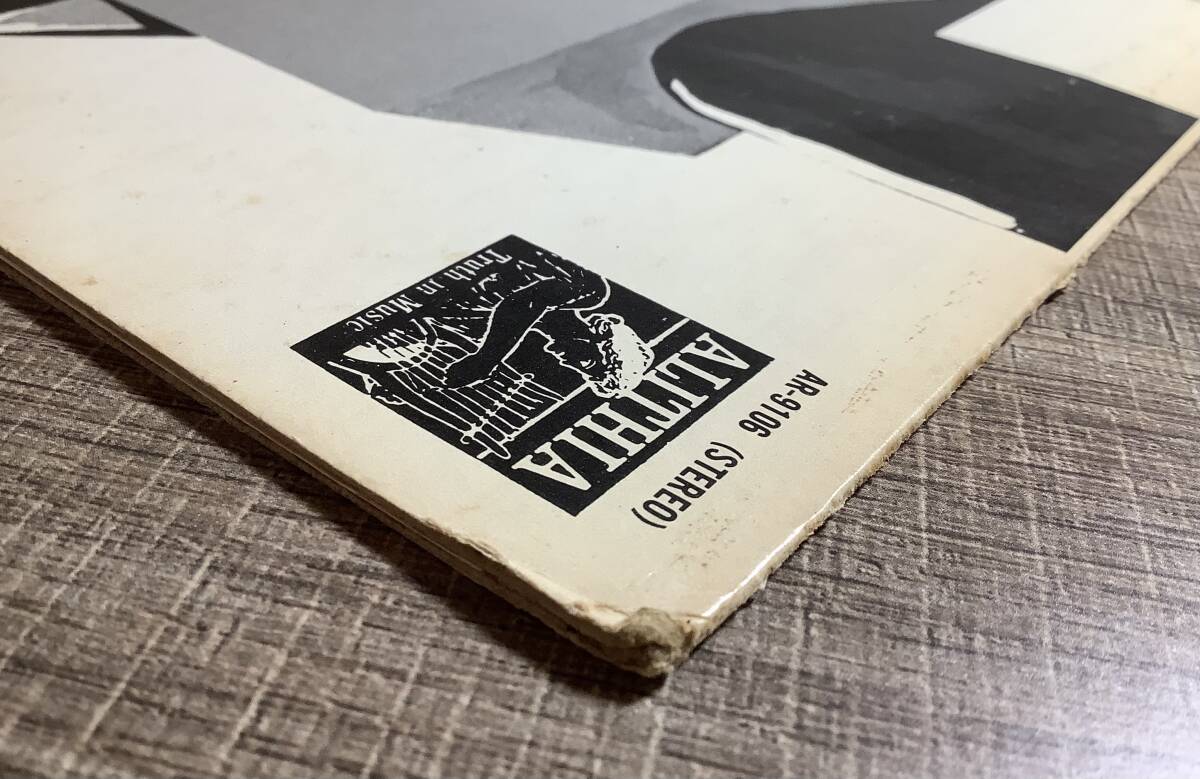 Truth in Music
ALITHIA
AR-9106 (STEREO)